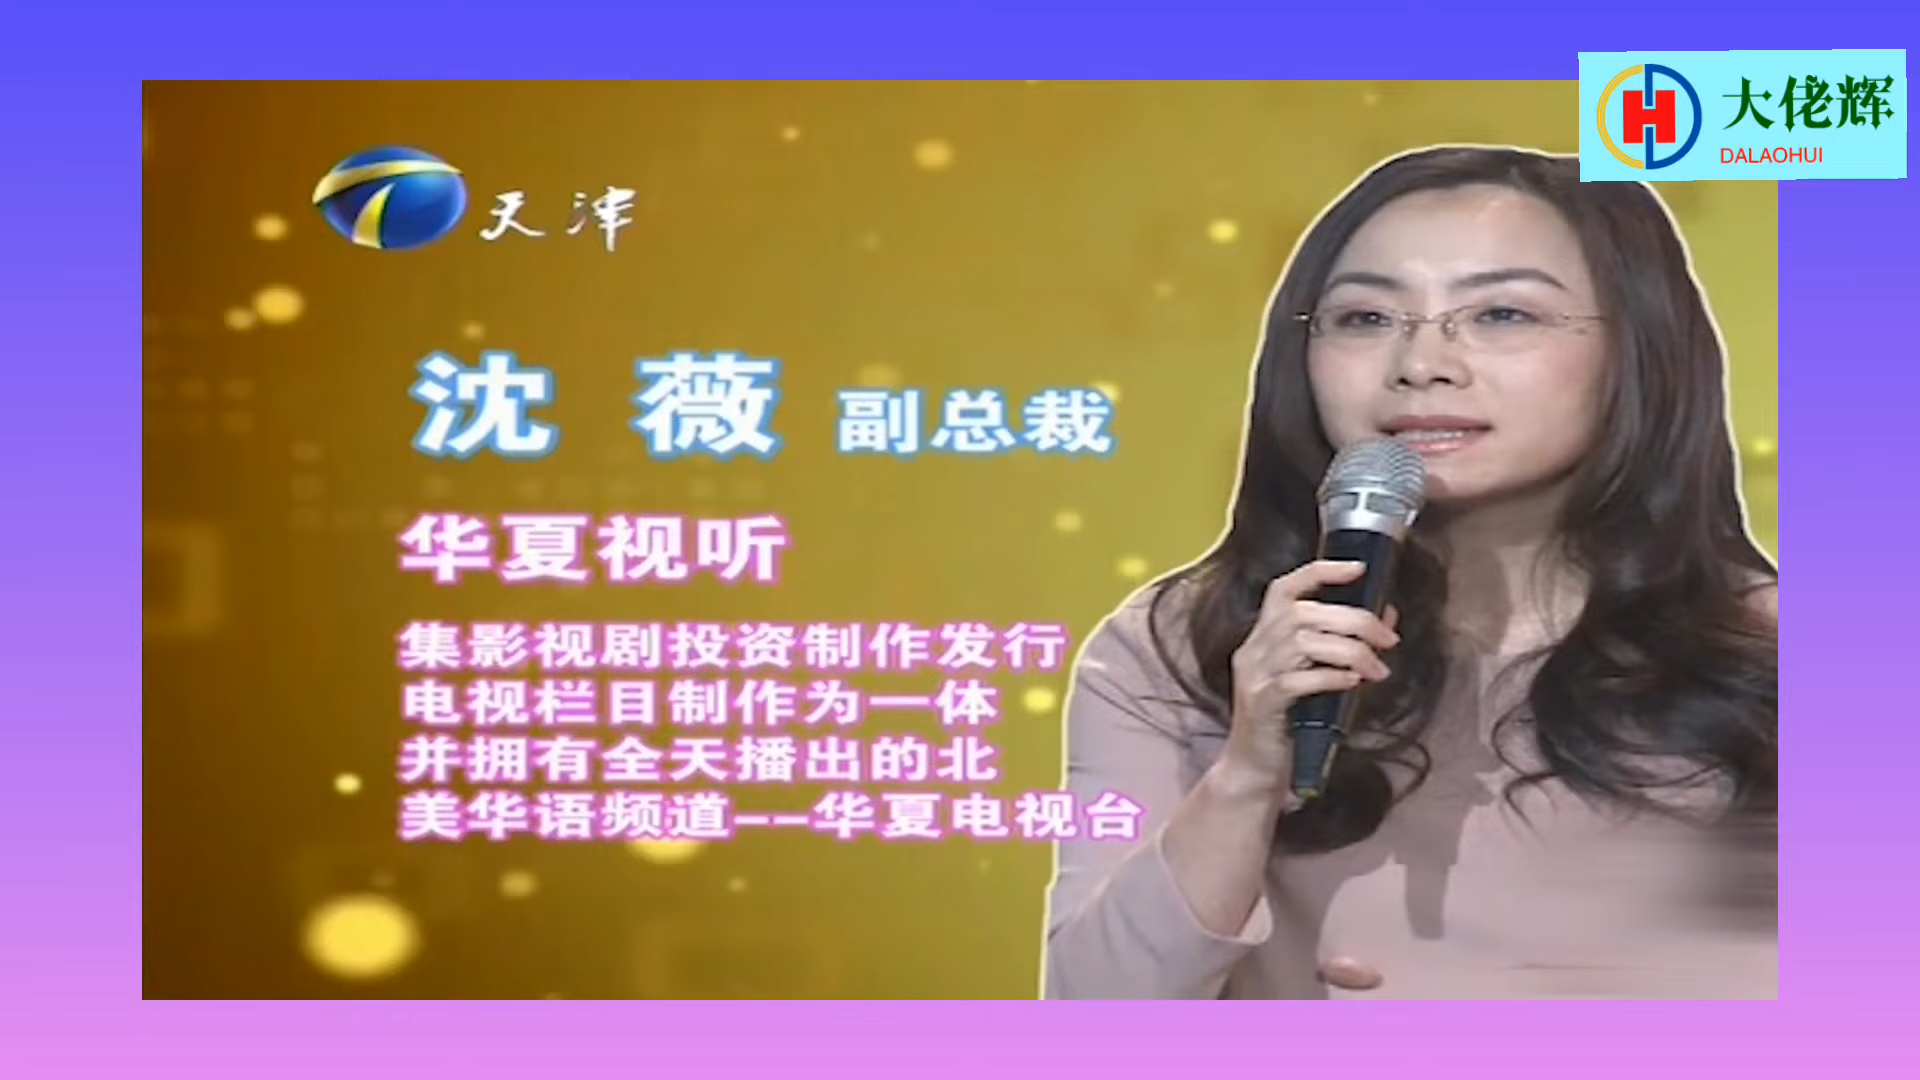 大佬辉
DALAOHUI
天津
沈 薇 副总裁
华夏视听
集影视剧投资制作发行
电视栏目制作为一体
并拥有全天播出的北
美华语频道——华夏电视台